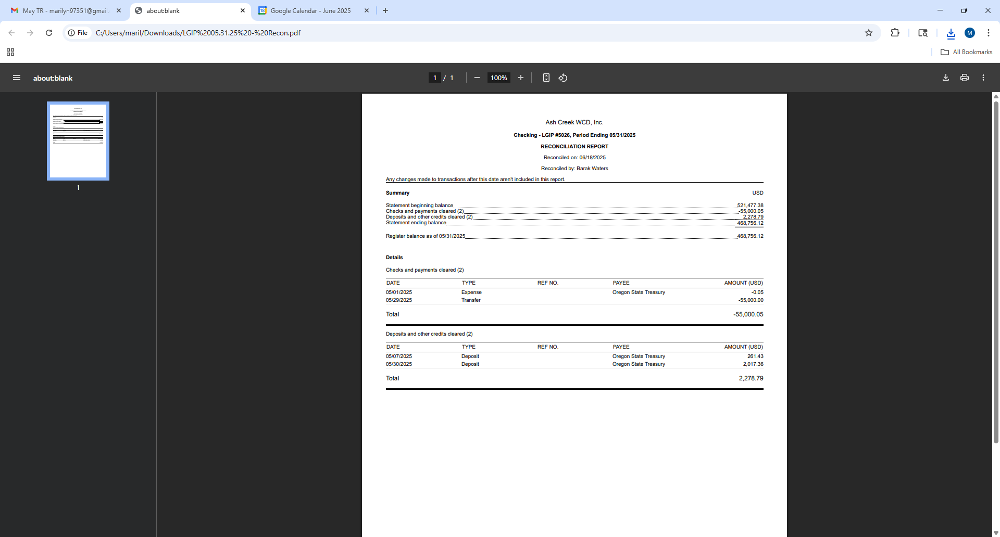 May TR - marilyn97351@gmail.
about:blank
18
Google Calendar - June 2025
File
C:/Users/maril/Downloads/LGIP%2005.31.25%20-%20Recon.pdf
M
All Bookmarks
about:blank
1 / 1
100%
1
Ash Creek WCD, Inc.
Checking - LGIP #5026, Period Ending 05/31/2025
RECONCILIATION REPORT
Reconciled on: 06/18/2025
Reconciled by: Barak Waters
Any changes made to transactions after this date aren't included in this report.
Summary USD
Statement beginning balance 521,477.38
Checks and payments cleared (2) -55,000.05
Deposits and other credits cleared (2) 2,278.79
Statement ending balance 468,756.12
Register balance as of 05/31/2025 468,756.12
Details
Checks and payments cleared (2)
DATE TYPE REF NO. PAYEE AMOUNT (USD)
05/01/2025 Expense Oregon State Treasury -0.05
05/29/2025 Transfer -55,000.00
Total -55,000.05
Deposits and other credits cleared (2)
DATE TYPE REF NO. PAYEE AMOUNT (USD)
05/07/2025 Deposit Oregon State Treasury 261.43
05/30/2025 Deposit Oregon State Treasury 2,017.36
Total 2,278.79